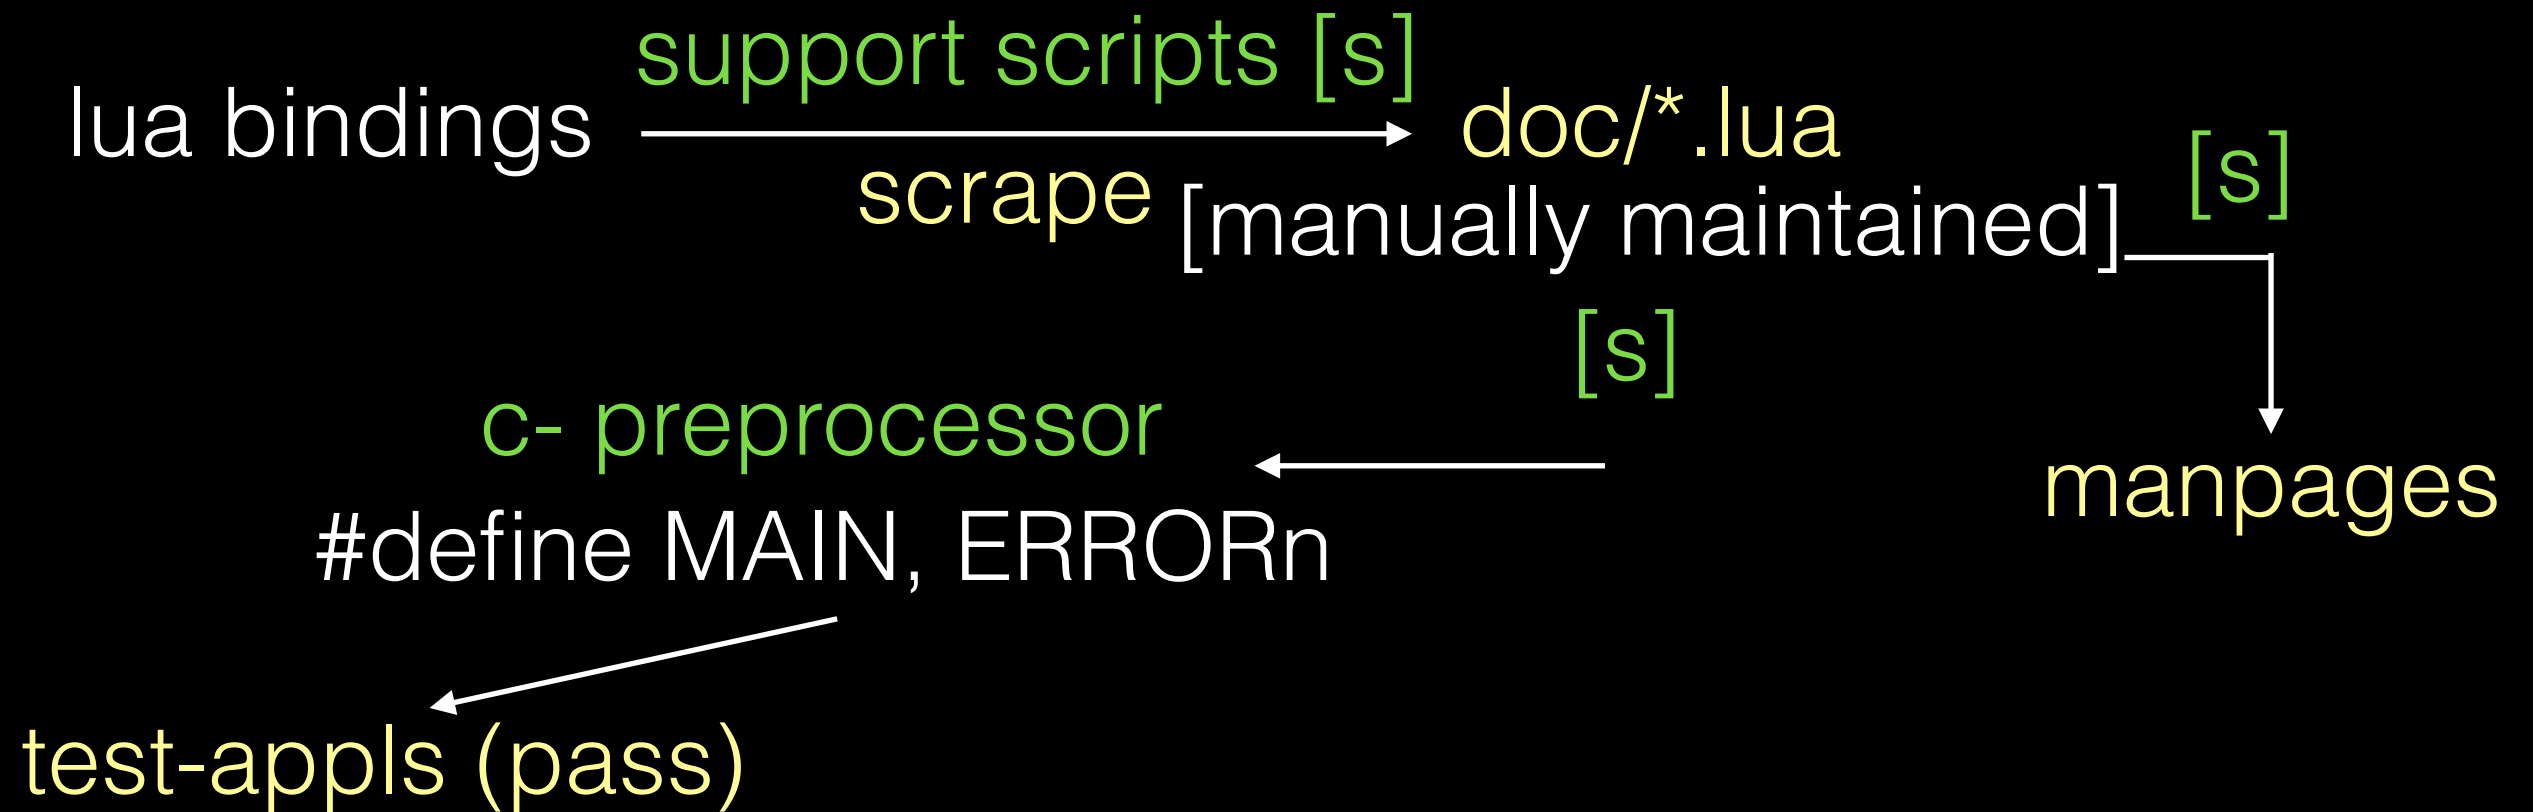 support scripts [s]
lua bindings
doc/*.lua
scrape
[manually maintained]
[s]
[s]
c- preprocessor
manpages
#define MAIN, ERRORn
test-appls (pass)